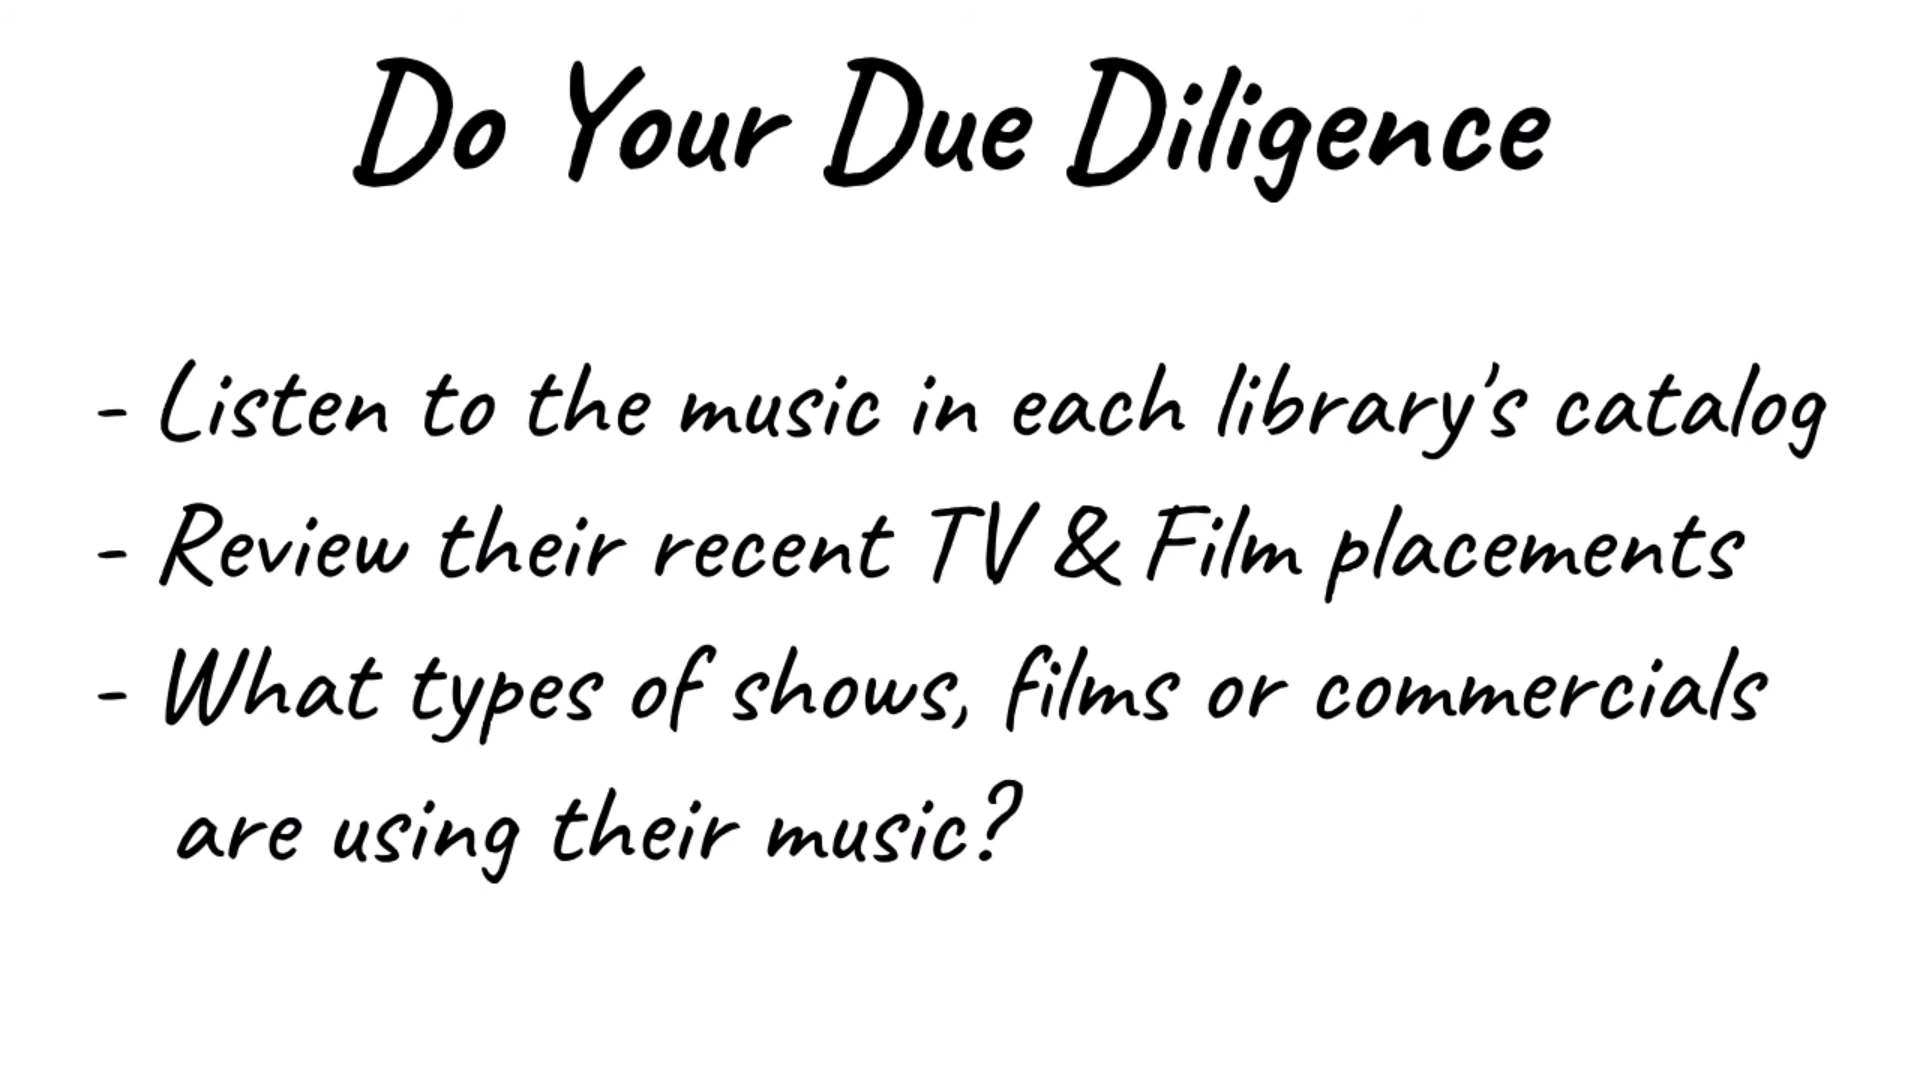 Do Your Due Diligence
- Listen to the music in each library's catalog
- Review their recent TV & Film placements
- What types of shows, films or commercials
are using their music?